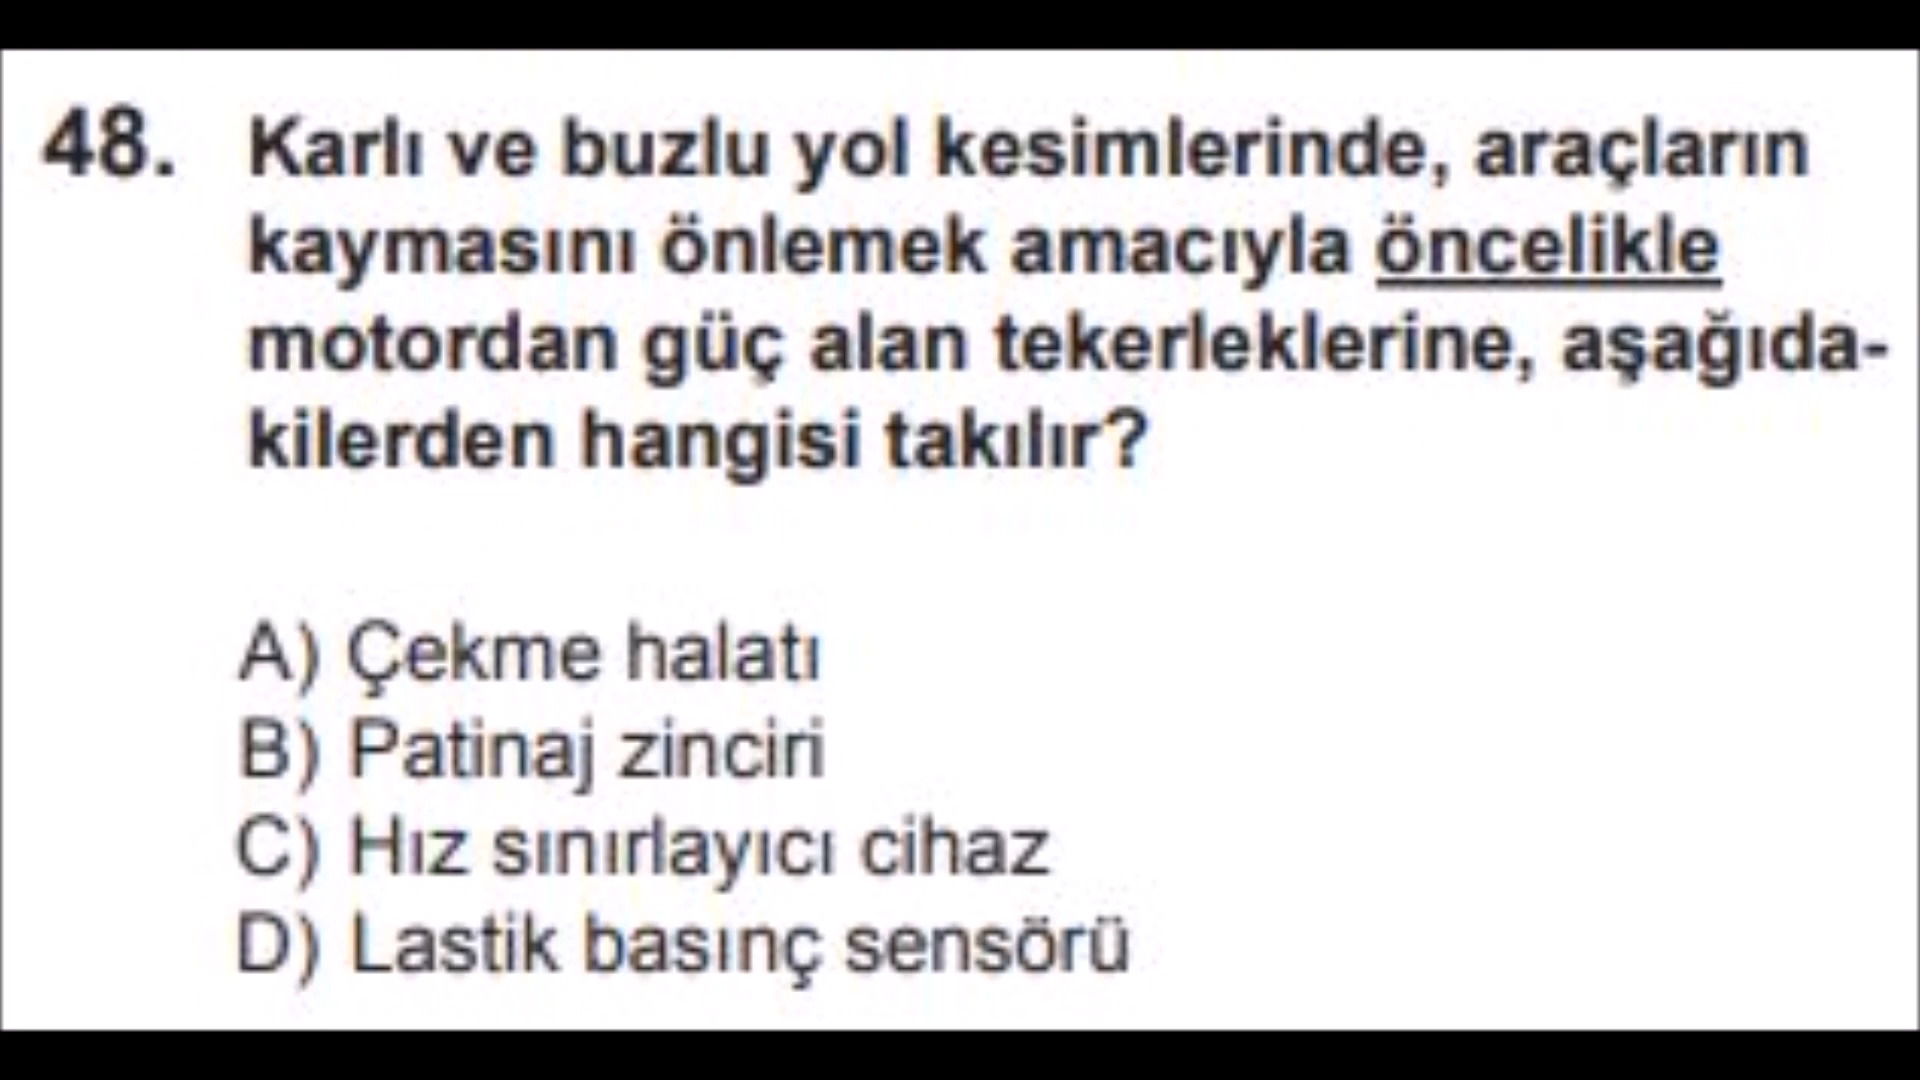 48. Karlı ve buzlu yol kesimlerinde, araçların
kaymasını önlemek amacıyla öncelikle
motordan güç alan tekerleklerine, aşağıda-
kilerden hangisi takılır?
A) Çekme halatı
B) Patinaj zinciri
C) Hız sınırlayıcı cihaz
D) Lastik basınç sensörü